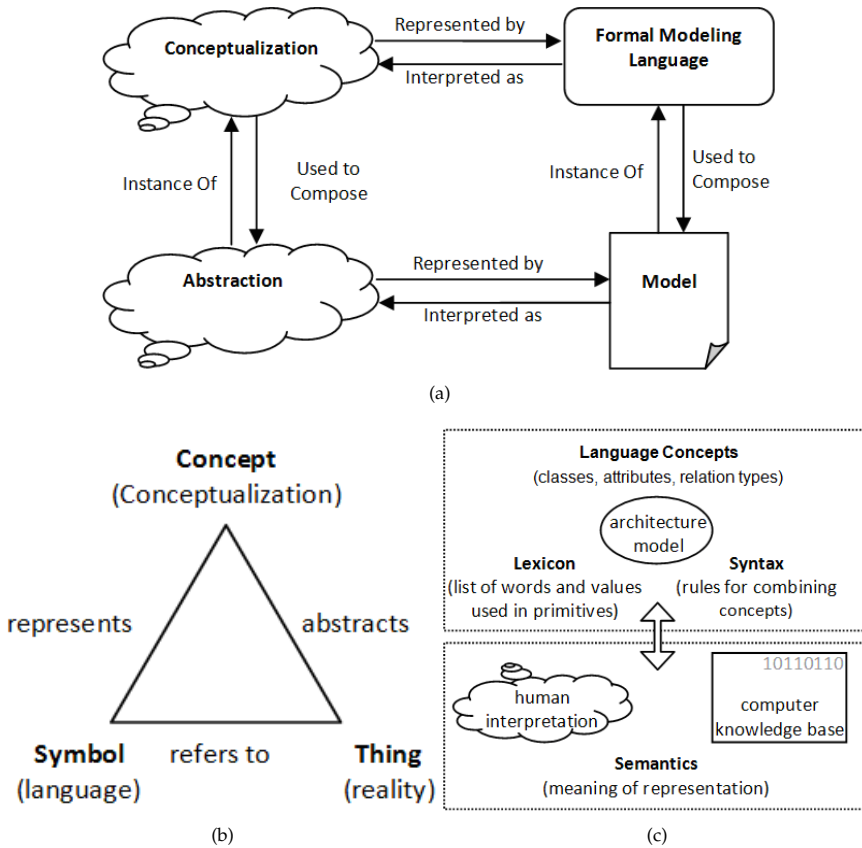 Conceptualization
Represented by
Interpreted as
Formal Modeling
Language
Instance Of
Used to
Compose
Instance Of
Used to
Compose
Abstraction
Represented by
Interpreted as
Model
(a)
Concept
(Conceptualization)
represents
abstracts
Symbol
(language)
refers to
Thing
(reality)
(b)
Language Concepts
(classes, attributes, relation types)
architecture
model
Lexicon
(list of words and values
used in primitives)
Syntax
(rules for combining
concepts)
human
interpretation
10110110
computer
knowledge base
Semantics
(meaning of representation)
(c)